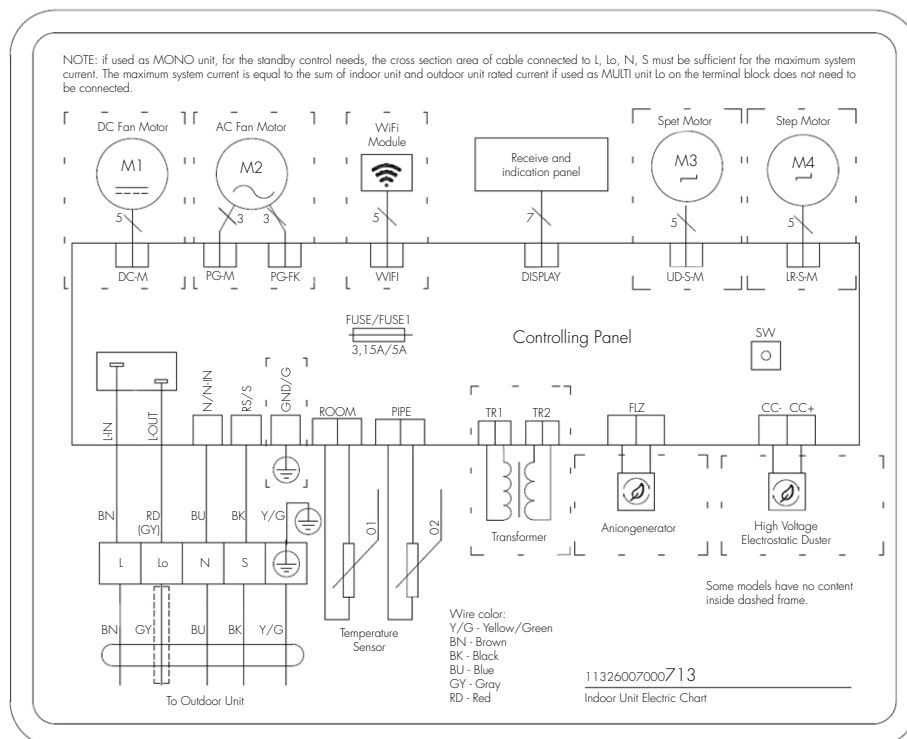 NOTE: if used as MONO unit, for the standby control needs, the cross section area of cable connected to L, Lo, N, S must be sufficient for the maximum system
current. The maximum system current is equal to the sum of indoor unit and outdoor unit rated current if used as MULTI unit Lo on the terminal block does not need to
be connected.
DC Fan Motor
AC Fan Motor
WiFi
Module
Receive and
indication panel
Spet Motor
Step Motor
M1
M2
M3
M4
5
3
3
5
7
5
5
DC-M
PG-M
PG-FK
WIFI
DISPLAY
UD-S-M
LR-S-M
FUSE/FUSE1
3,15A/5A
Controlling Panel
SW
L-IN
L-OUT
N/N-IN
RS/S
GND/G
ROOM
PIPE
TR1
TR2
FLZ
CC-
CC+
BN
RD
(GY)
BU
BK
Y/G
01
02
Transformer
Aniongenerator
High Voltage
Electrostatic Duster
L
Lo
N
S
Some models have no content
inside dashed frame.
BN
GY
BU
BK
Y/G
Temperature
Sensor
Wire color:
Y/G - Yellow/Green
BN - Brown
BK - Black
BU - Blue
GY - Gray
RD - Red
To Outdoor Unit
11326007000713
Indoor Unit Electric Chart